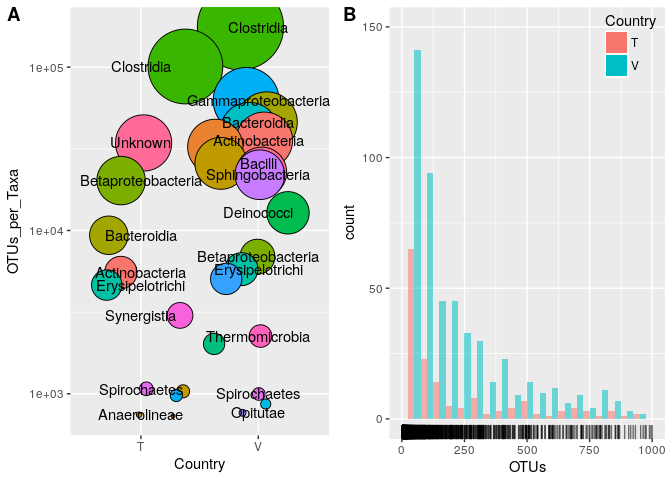 A
OTUs_per_Taxa
1e+05
1e+04
1e+03
Clostridia
Clostridia
Gammaproteobacteria
Bacteroidia
Unknown
Actinobacteria
Bacilli
Sphingobacteria
Betaproteobacteria
Deinococci
Bacteroidia
Betaproteobacteria
Actinobacteria
Erysipelotrichi
Erysipelotrichi
Synergistia
Thermomicrobia
Spirochaetes
Spirochaetes
Anaerolineae
Opitutae
T
V
Country
B
count
150
100
50
0
Country
T
V
0
250
500
750
1000
OTUs